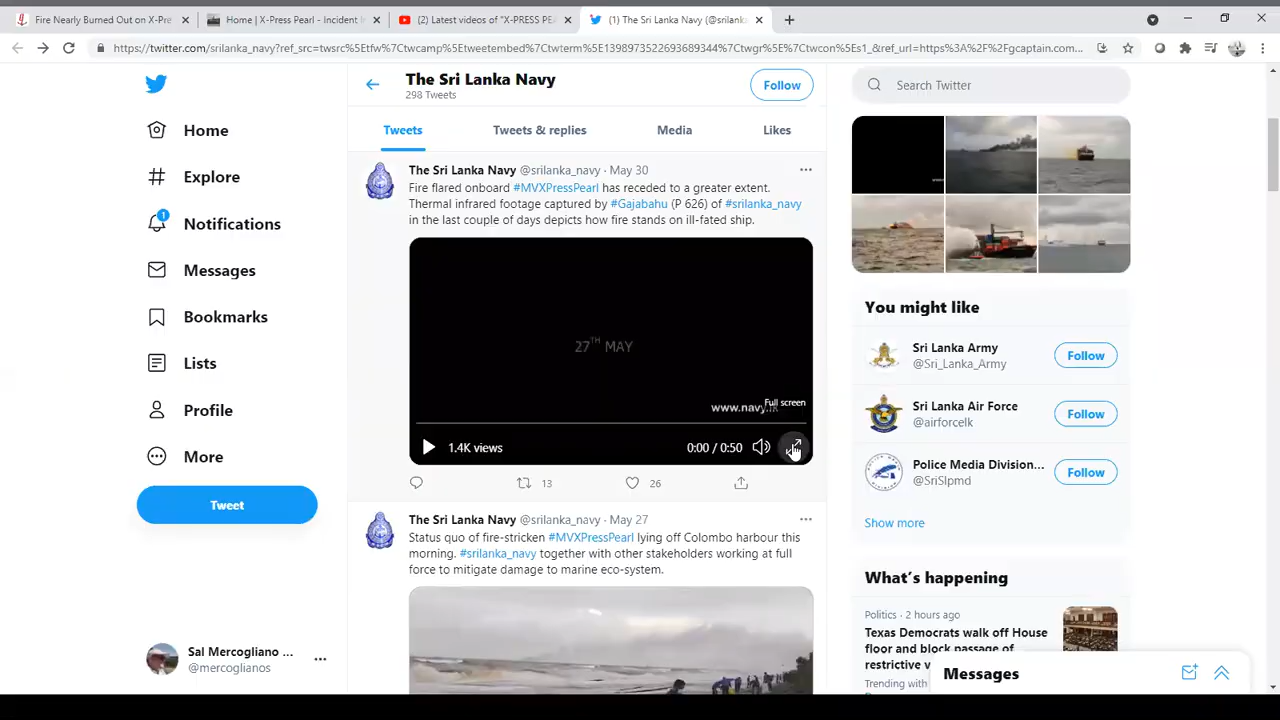 Fire Nearly Burned Out on X-Pre
Home | X-Press Pearl - Incident I
(2) Latest videos of "X-PRESS PE
(1) The Sri Lanka Navy (@srilank
https://twitter.com/srilanka_navy?ref_src=twsrc%5Etfw%7Ctwcamp%5Etweetembed%7Ctwterm%5E1398973522693689344%7Ctwgr%5E%7Ctwcon%5Es1_&ref_url=https%3A%2F%2Fgcaptain.com...
The Sri Lanka Navy
298 Tweets
Follow
Search Twitter
Home
Explore
1
Notifications
Messages
Bookmarks
Lists
Profile
More
Tweet
Sal Mercogliano ...
@mercoglianos
Tweets
Tweets & replies
Media
Likes
The Sri Lanka Navy @srilanka_navy · May 30
Fire flared onboard #MVXPressPearl has receded to a greater extent.
Thermal infrared footage captured by #Gajabahu (P 626) of #srilanka_navy
in the last couple of days depicts how fire stands on ill-fated ship.
27TH MAY
Full screen
www.navy.lk
1.4K views
0:00 / 0:50
13
26
The Sri Lanka Navy @srilanka_navy · May 27
Status quo of fire-stricken #MVXPressPearl lying off Colombo harbour this
morning. #srilanka_navy together with other stakeholders working at full
force to mitigate damage to marine eco-system.
You might like
Sri Lanka Army
@Sri_Lanka_Army
Follow
Sri Lanka Air Force
@airforcelk
Follow
Police Media Division...
@SriSlpmd
Follow
Show more
What's happening
Politics · 2 hours ago
Texas Democrats walk off House
floor and block passage of
restrictive v
Trending with
Messages